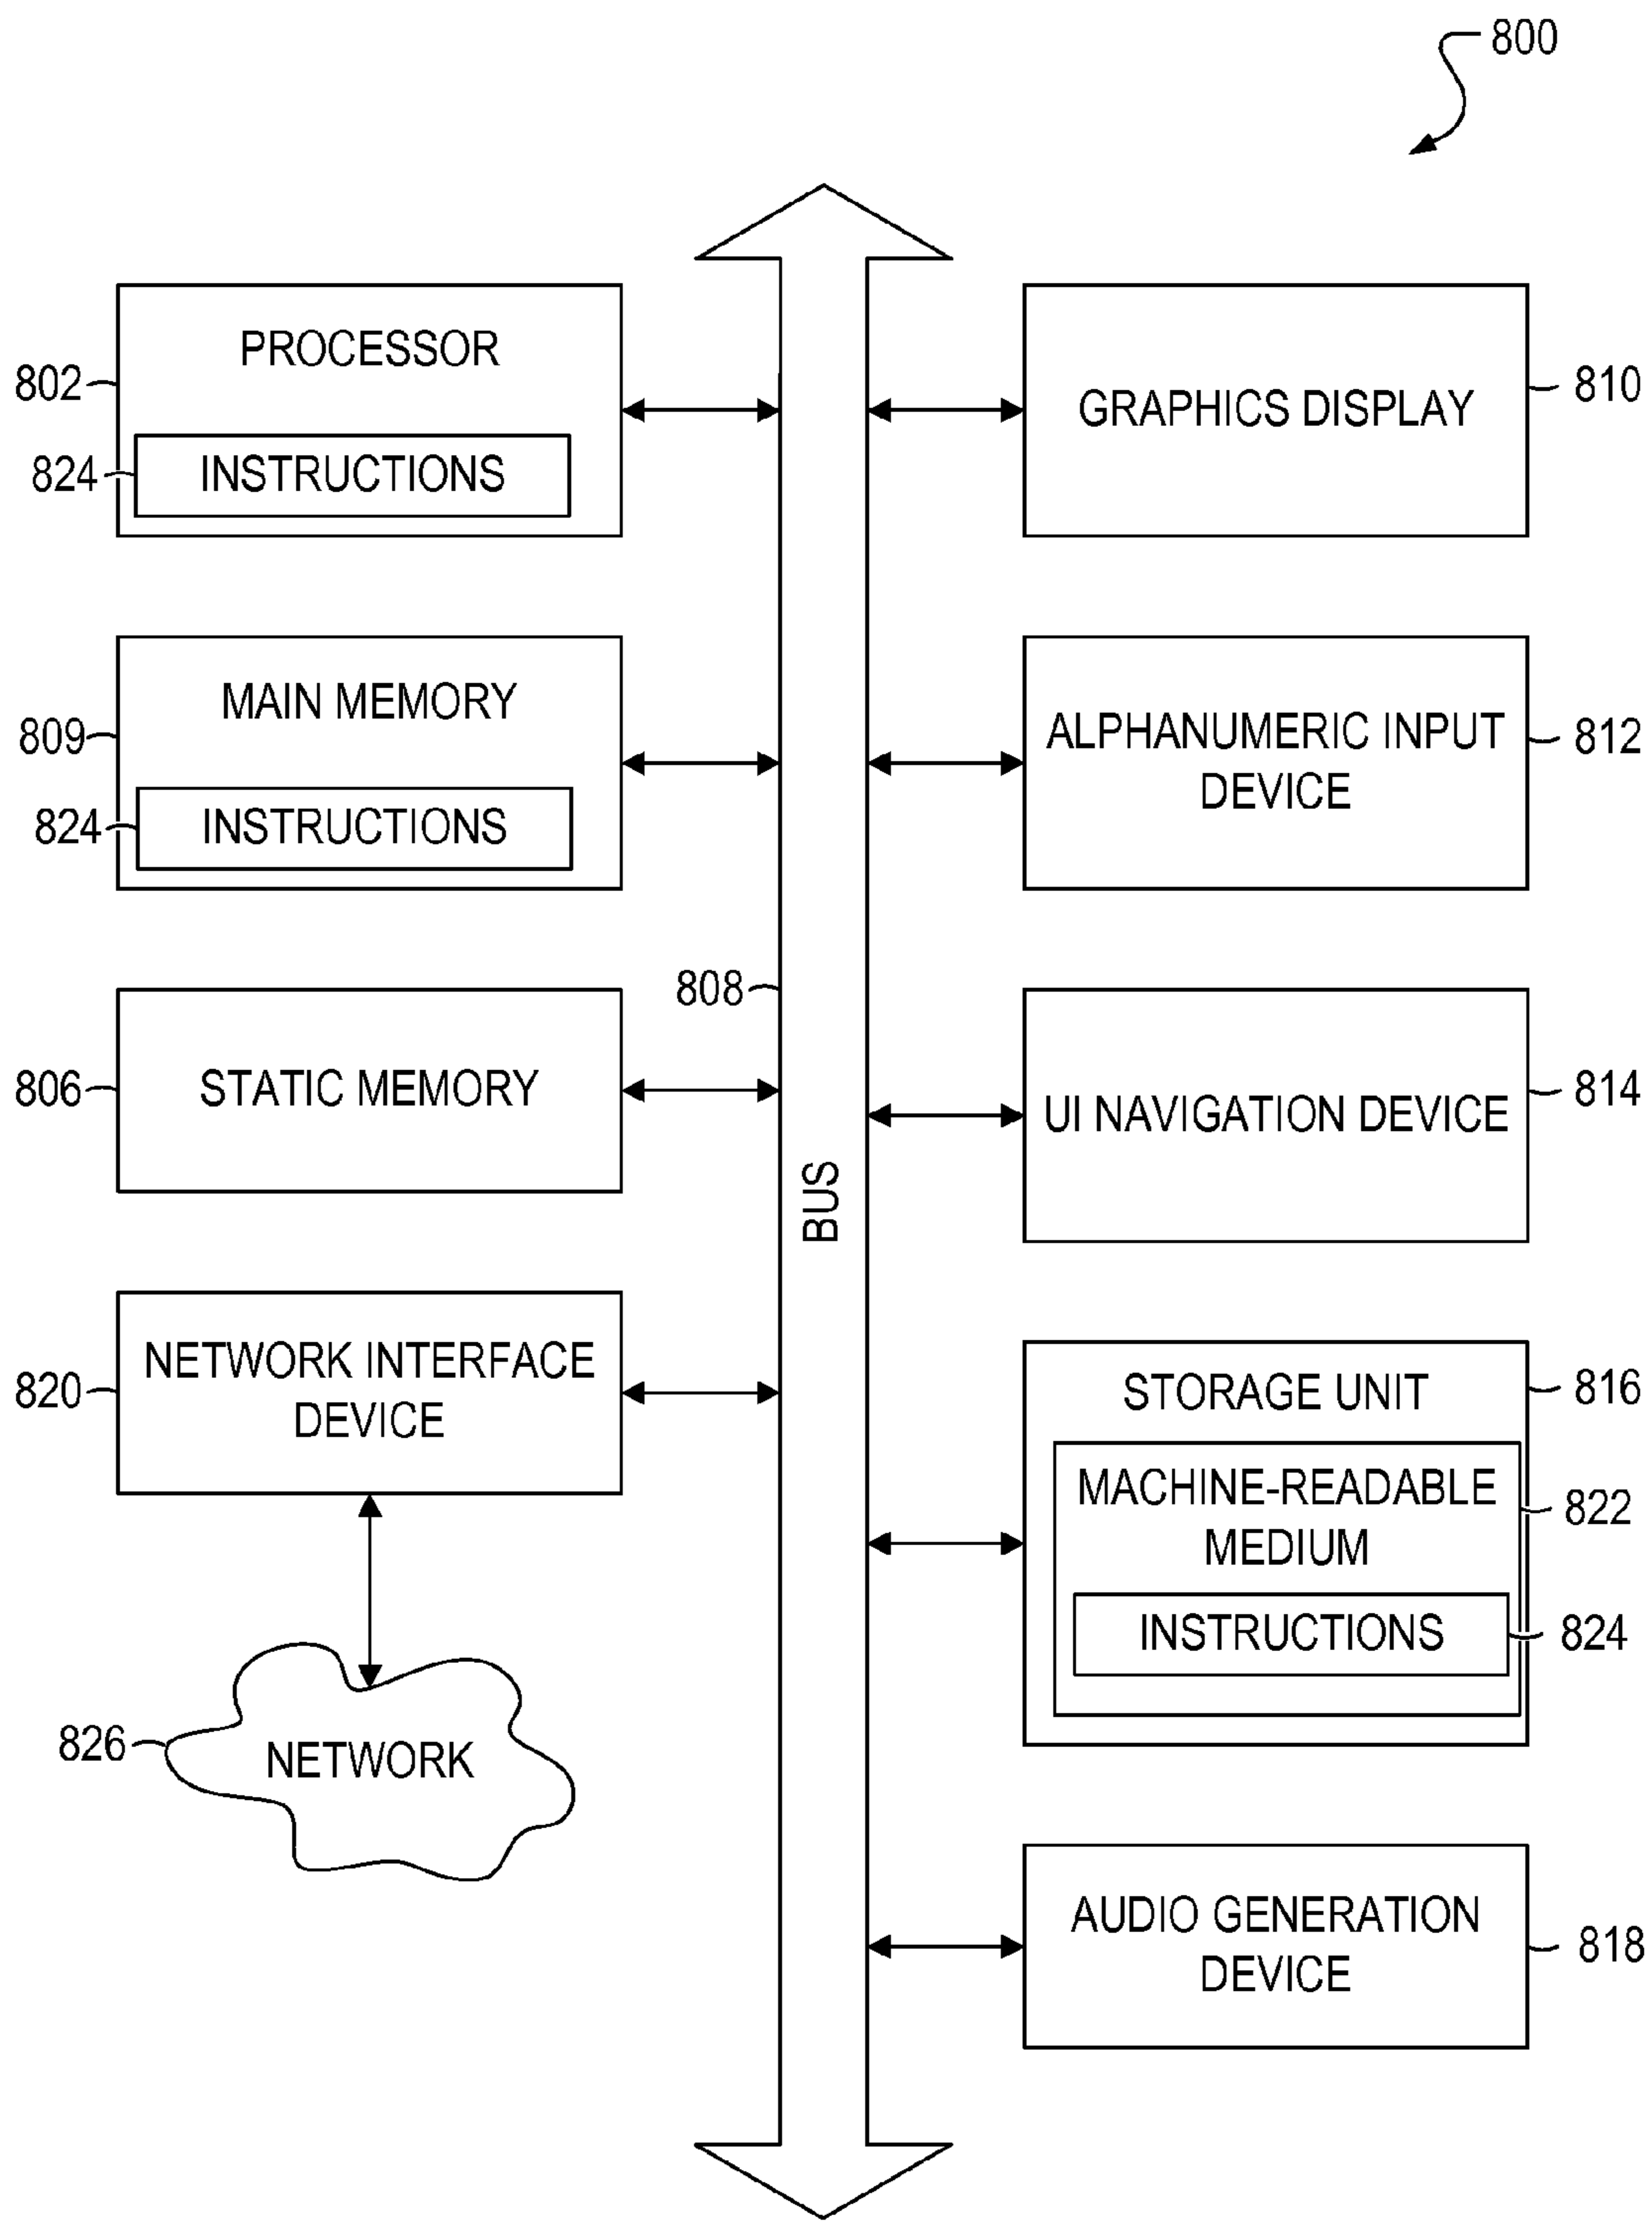 800
PROCESSOR
802
824
INSTRUCTIONS
MAIN MEMORY
809
824
INSTRUCTIONS
808
806
STATIC MEMORY
BUS
820
NETWORK INTERFACE
DEVICE
826
NETWORK
GRAPHICS DISPLAY
810
ALPHANUMERIC INPUT
DEVICE
812
UI NAVIGATION DEVICE
814
STORAGE UNIT
816
MACHINE-READABLE
MEDIUM
822
INSTRUCTIONS
824
AUDIO GENERATION
DEVICE
818